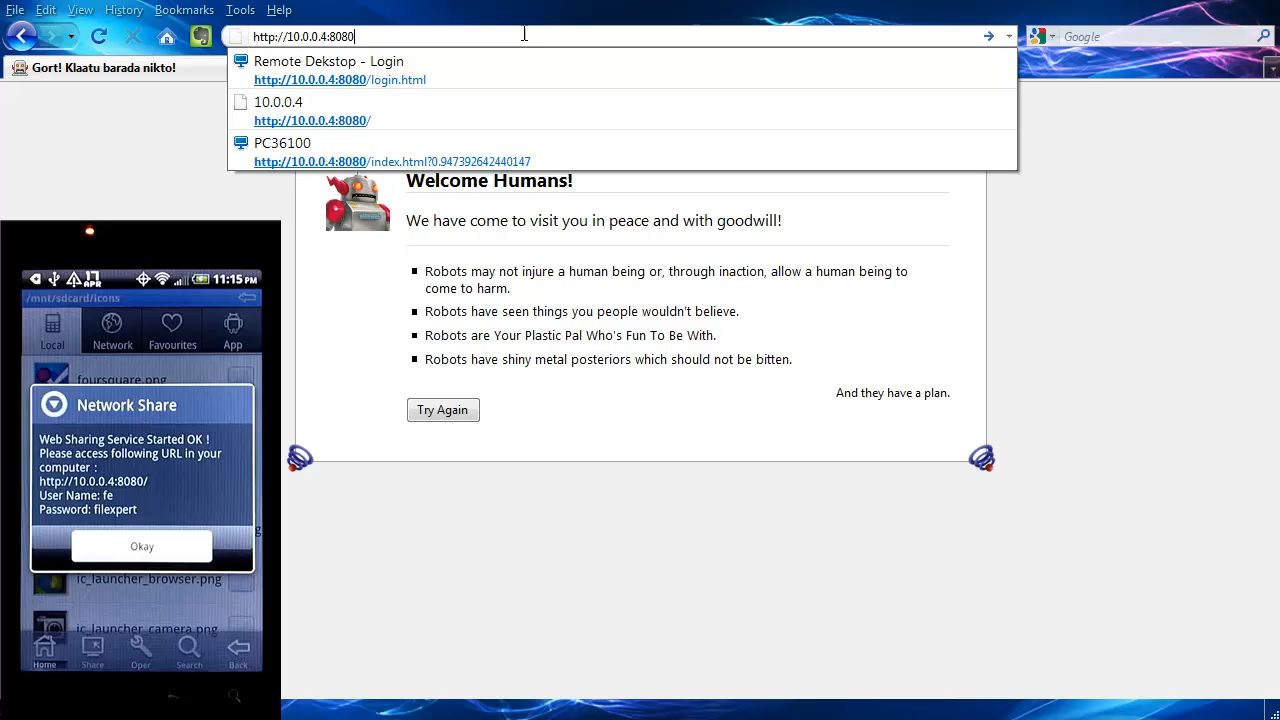 File Edit View History Bookmarks Tools Help
http://10.0.0.4:8080
Google
Gort! Klaatu barada nikto!
Remote Dekstop - Login
http://10.0.0.4:8080/login.html
10.0.0.4
http://10.0.0.4:8080/
PC36100
http://10.0.0.4:8080/index.html?0.947392642440147
Welcome Humans!
We have come to visit you in peace and with goodwill!
Robots may not injure a human being or, through inaction, allow a human being to
come to harm.
Robots have seen things you people wouldn't believe.
Robots are Your Plastic Pal Who's Fun To Be With.
Robots have shiny metal posteriors which should not be bitten.
And they have a plan.
Try Again
17
APR
11:15 PM
/mnt/sdcard/icons
Local Network Favourites App
foursquare.png
Network Share
Web Sharing Service Started OK !
Please access following URL in your
computer :
http://10.0.0.4:8080/
User Name: fe
Password: filexpert
Okay
ic_launcher_browser.png
ic_launcher_camera.png
Home Share Oper Search Back